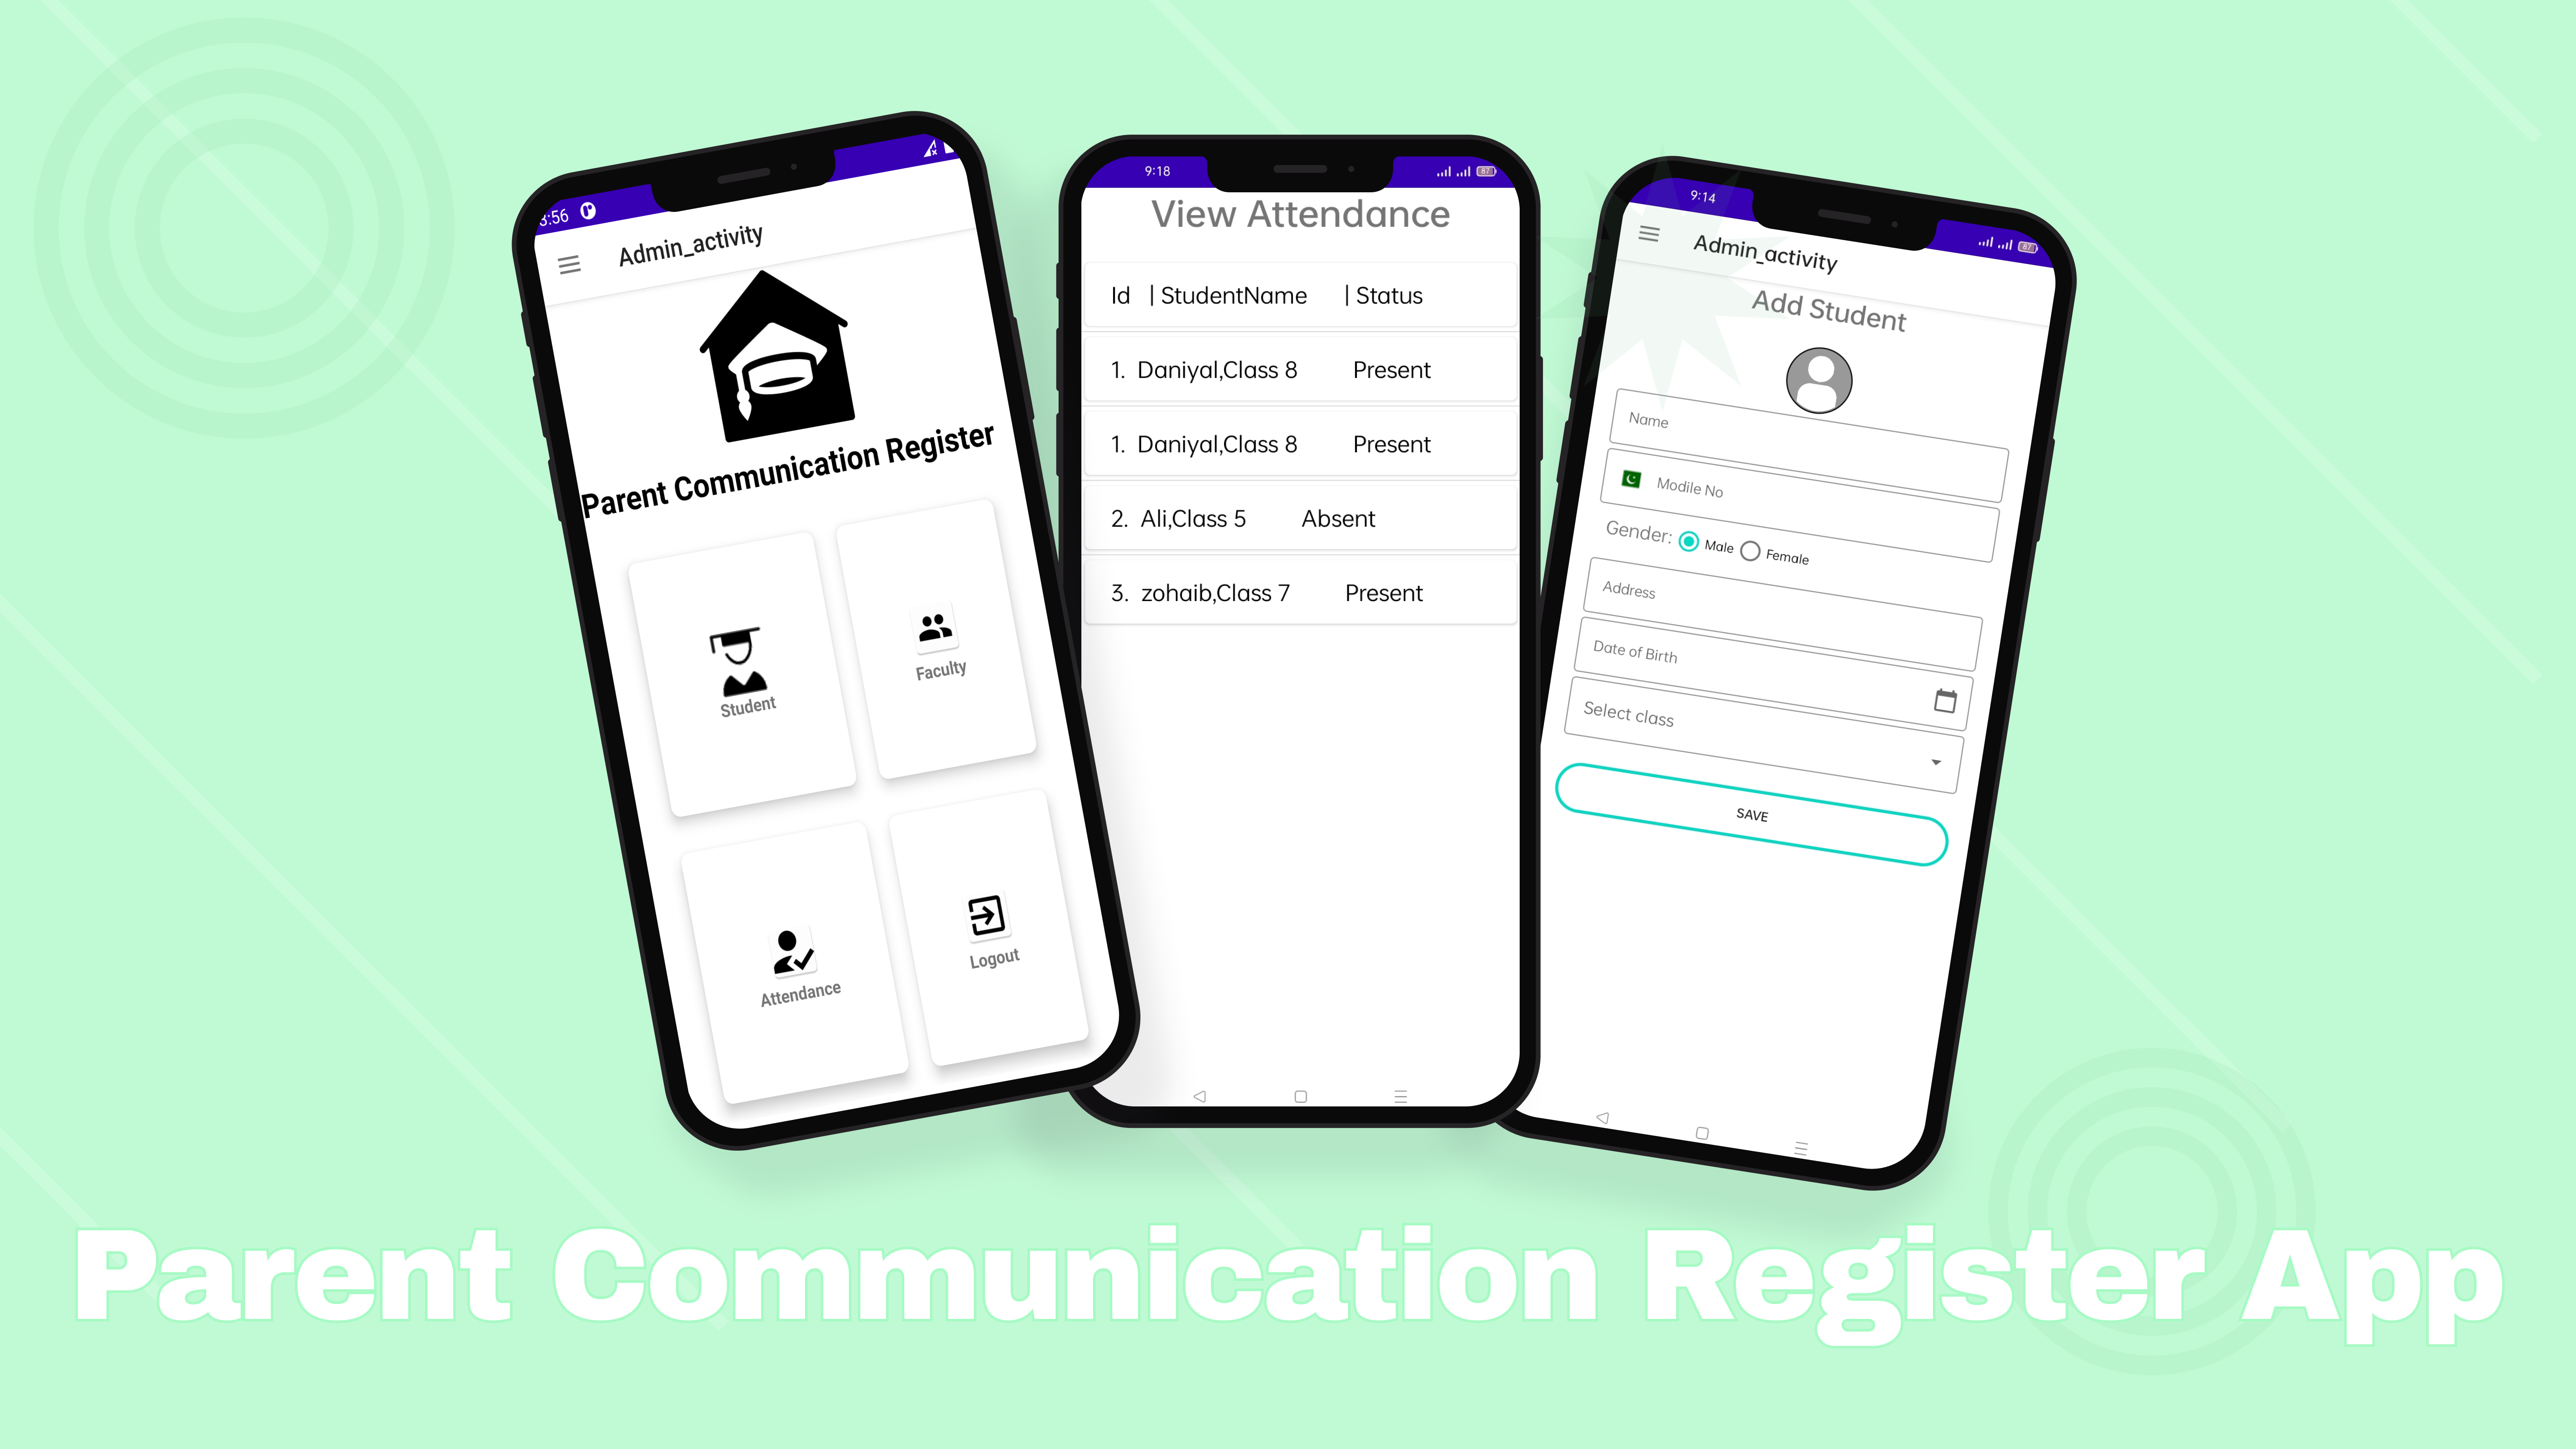 3:56
Admin_activity
Parent Communication Register
Student
Faculty
Attendance
Logout
9:18
87
View Attendance
Id | StudentName | Status
1. Daniyal,Class 8 Present
1. Daniyal,Class 8 Present
2. Ali,Class 5 Absent
3. zohaib,Class 7 Present
9:14
87
Admin_activity
Add Student
Name
Modile No
Gender: Male Female
Address
Date of Birth
Select class
SAVE
Parent Communication Register App